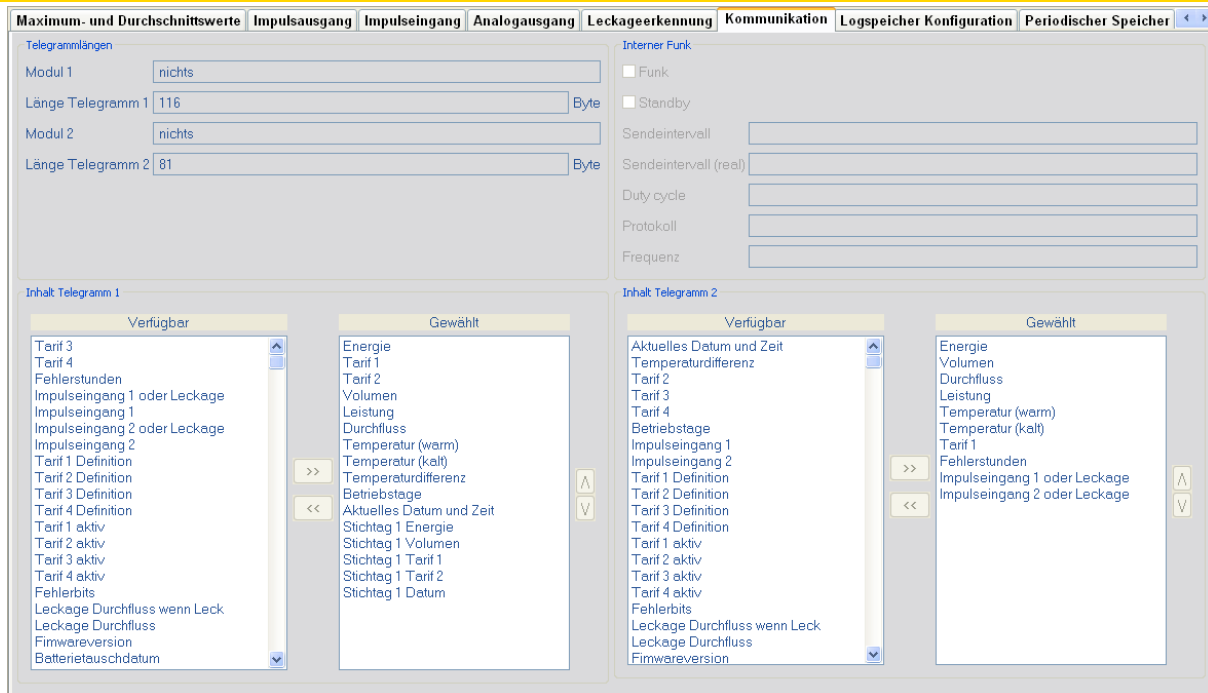 Maximum- und Durchschnittswerte Impulsausgang Impulseingang Analogausgang Leckageerkennung Kommunikation Logspeicher Konfiguration Periodischer Speicher
Telegrammlängen
Modul 1 nichts
Länge Telegramm 1 116 Byte
Modul 2 nichts
Länge Telegramm 2 81 Byte
Interner Funk
Funk
Standby
Sendeintervall
Sendeintervall (real)
Duty cycle
Protokoll
Frequenz
Inhalt Telegramm 1
Verfügbar
Tarif 3
Tarif 4
Fehlerstunden
Impulseingang 1 oder Leckage
Impulseingang 1
Impulseingang 2 oder Leckage
Impulseingang 2
Tarif 1 Definition
Tarif 2 Definition
Tarif 3 Definition
Tarif 4 Definition
Tarif 1 aktiv
Tarif 2 aktiv
Tarif 3 aktiv
Tarif 4 aktiv
Fehlerbits
Leckage Durchfluss wenn Leck
Leckage Durchfluss
Fimwareversion
Batterietauschdatum
>>
<<
Gewählt
Energie
Tarif 1
Tarif 2
Volumen
Leistung
Durchfluss
Temperatur (warm)
Temperatur (kalt)
Temperaturdifferenz
Betriebstage
Aktuelles Datum und Zeit
Stichtag 1 Energie
Stichtag 1 Volumen
Stichtag 1 Tarif 1
Stichtag 1 Tarif 2
Stichtag 1 Datum
Inhalt Telegramm 2
Verfügbar
Aktuelles Datum und Zeit
Temperaturdifferenz
Tarif 2
Tarif 3
Tarif 4
Betriebstage
Impulseingang 1
Impulseingang 2
Tarif 1 Definition
Tarif 2 Definition
Tarif 3 Definition
Tarif 4 Definition
Tarif 1 aktiv
Tarif 2 aktiv
Tarif 3 aktiv
Tarif 4 aktiv
Fehlerbits
Leckage Durchfluss wenn Leck
Leckage Durchfluss
Fimwareversion
>>
<<
Gewählt
Energie
Volumen
Durchfluss
Leistung
Temperatur (warm)
Temperatur (kalt)
Tarif 1
Fehlerstunden
Impulseingang 1 oder Leckage
Impulseingang 2 oder Leckage